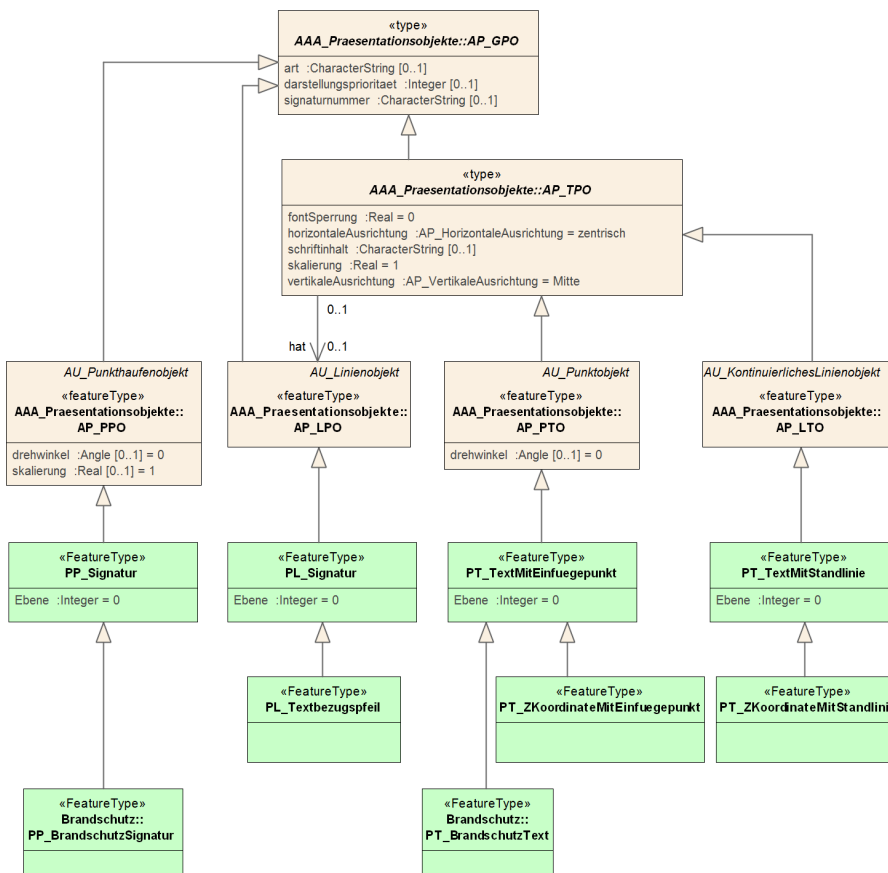 «type»
AAA_Praesentationsobjekte::AP_GPO
art :CharacterString [0..1]
darstellungsprioritaet :Integer [0..1]
signaturnummer :CharacterString [0..1]
«type»
AAA_Praesentationsobjekte::AP_TPO
fontSperrung :Real = 0
horizontaleAusrichtung :AP_HorizontaleAusrichtung = zentrisch
schriftinhalt :CharacterString [0..1]
skalierung :Real = 1
vertikaleAusrichtung :AP_VertikaleAusrichtung = Mitte
0..1
hat
0..1
AU_Punkthaufenobjekt
«featureType»
AAA_Praesentationsobjekte::
AP_PPO
drehwinkel :Angle [0..1] = 0
skalierung :Real [0..1] = 1
AU_Linienobjekt
«featureType»
AAA_Praesentationsobjekte::
AP_LPO
AU_Punktobjekt
«featureType»
AAA_Praesentationsobjekte::
AP_PTO
drehwinkel :Angle [0..1] = 0
AU_KontinuierlichesLinienobjekt
«featureType»
AAA_Praesentationsobjekte::
AP_LTO
«FeatureType»
PP_Signatur
Ebene :Integer = 0
«FeatureType»
PL_Signatur
Ebene :Integer = 0
«FeatureType»
PT_TextMitEinfuegepunkt
Ebene :Integer = 0
«FeatureType»
PT_TextMitStandlinie
Ebene :Integer = 0
«FeatureType»
PL_Textbezugspfeil
«FeatureType»
PT_ZKoordinateMitEinfuegepunkt
«FeatureType»
PT_ZKoordinateMitStandlini
«FeatureType»
Brandschutz::
PP_BrandschutzSignatur
«FeatureType»
Brandschutz::
PT_BrandschutzText